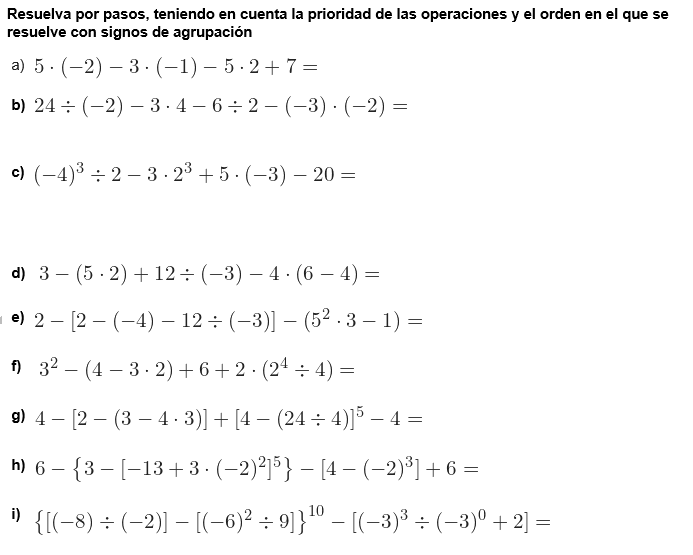 Resuelva por pasos, teniendo en cuenta la prioridad de las operaciones y el orden en el que se
resuelve con signos de agrupación
a) 5 · (−2) − 3 · (−1) − 5 · 2 + 7 =
b) 24 ÷ (−2) − 3 · 4 − 6 ÷ 2 − (−3) · (−2) =
c) (−4)³ ÷ 2 − 3 · 2³ + 5 · (−3) − 20 =
d) 3 − (5 · 2) + 12 ÷ (−3) − 4 · (6 − 4) =
e) 2 − [2 − (−4) − 12 ÷ (−3)] − (5² · 3 − 1) =
f) 3² − (4 − 3 · 2) + 6 + 2 · (2⁴ ÷ 4) =
g) 4 − [2 − (3 − 4 · 3)] + [4 − (24 ÷ 4)]⁵ − 4 =
h) 6 − {3 − [−13 + 3 · (−2)²]⁵} − [4 − (−2)³] + 6 =
i) {[(−8) ÷ (−2)] − [(−6)² ÷ 9]}¹⁰ − [(−3)³ ÷ (−3)⁰ + 2] =